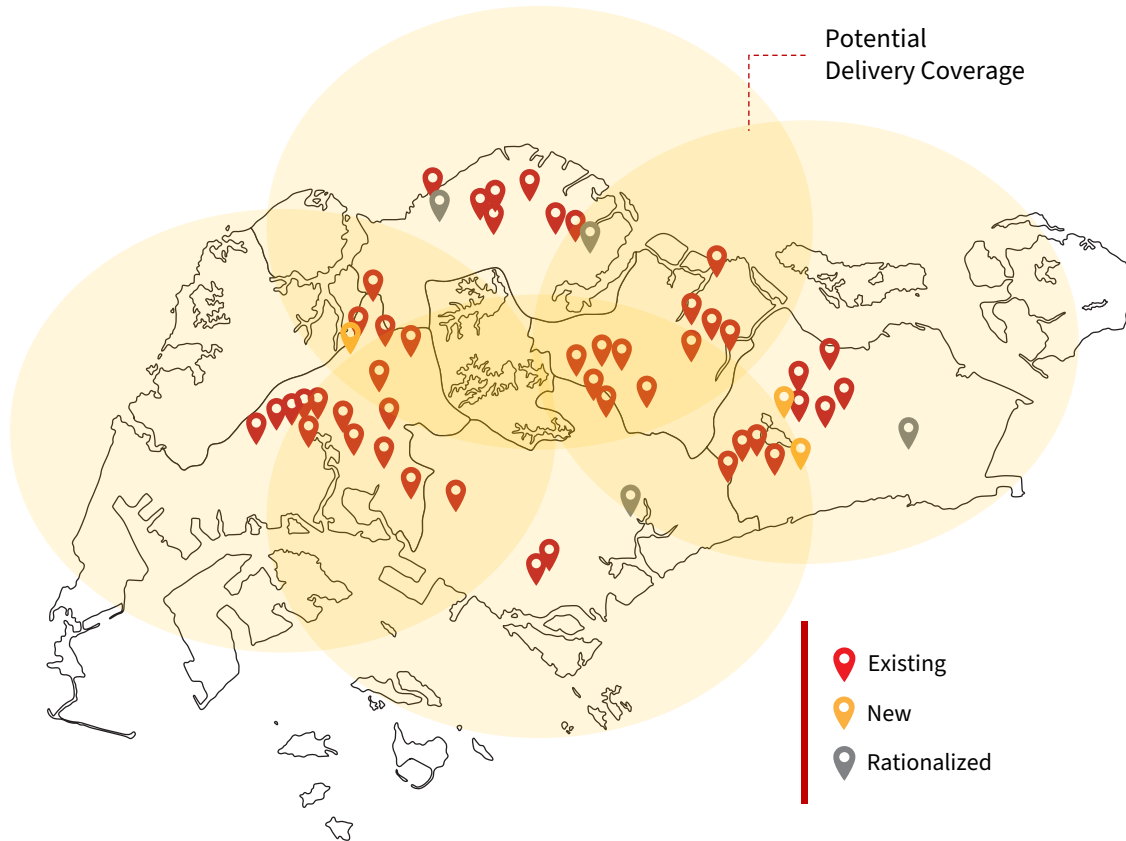 Potential
Delivery Coverage
Existing
New
Rationalized